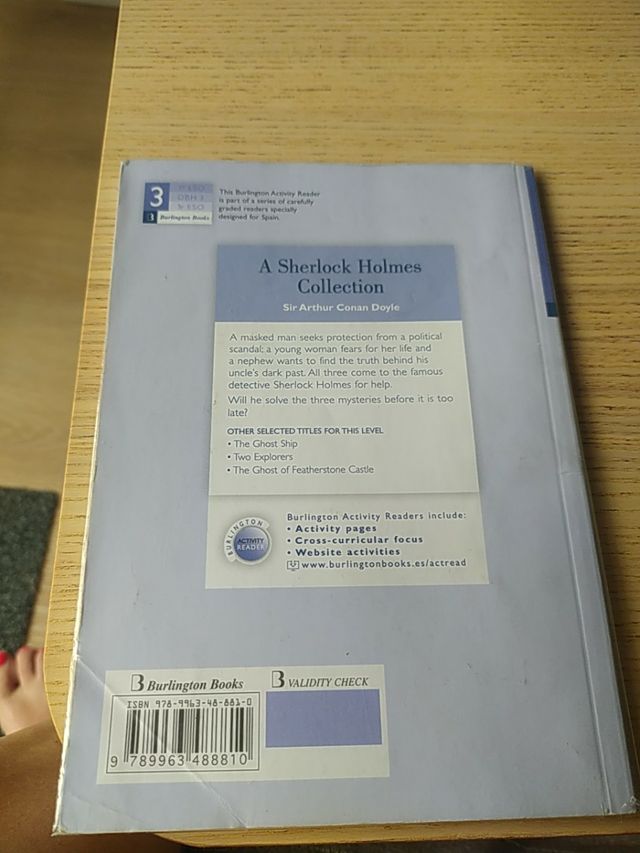 3
3º ESO
DBH 3
3r ESO
B Burlington Books
This Burlington Activity Reader
is part of a series of carefully
graded readers specially
designed for Spain.
A Sherlock Holmes
Collection
Sir Arthur Conan Doyle
A masked man seeks protection from a political
scandal; a young woman fears for her life and
a nephew wants to find the truth behind his
uncle's dark past. All three come to the famous
detective Sherlock Holmes for help.
Will he solve the three mysteries before it is too
late?
OTHER SELECTED TITLES FOR THIS LEVEL
• The Ghost Ship
• Two Explorers
• The Ghost of Featherstone Castle
BURLINGTON
ACTIVITY
READER
Burlington Activity Readers include:
• Activity pages
• Cross-curricular focus
• Website activities
www.burlingtonbooks.es/actread
B Burlington Books
B VALIDITY CHECK
ISBN 978-9963-48-881-0
9 789963 488810